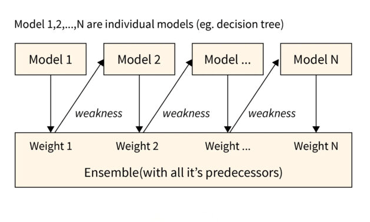 Model 1,2,...,N are individual models (eg. decision tree)
Model 1 Model 2 Model ... Model N
weakness weakness weakness
Weight 1 Weight 2 Weight ... Weight N
Ensemble(with all it's predecessors)